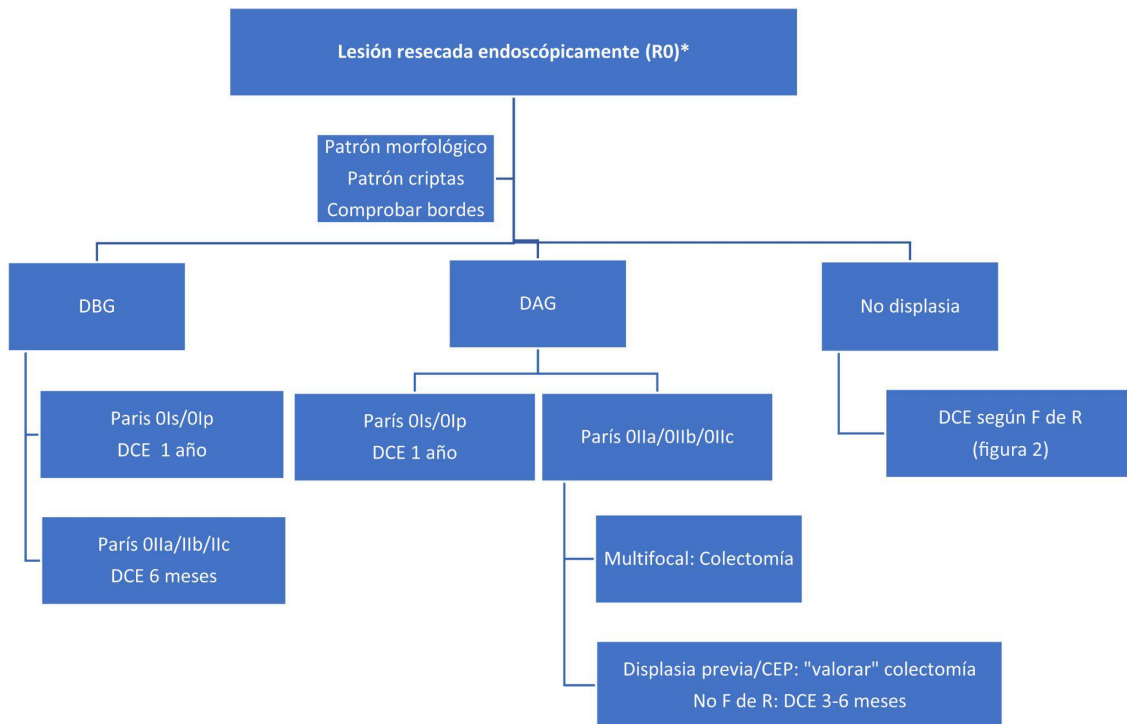 Lesión resecada endoscópicamente (R0)*
Patrón morfológico
Patrón criptas
Comprobar bordes
DBG
DAG
No displasia
Paris 0Is/0Ip
DCE 1 año
París 0IIa/IIb/IIc
DCE 6 meses
París 0Is/0Ip
DCE 1 año
París 0IIa/0IIb/0IIc
Multifocal: Colectomía
Displasia previa/CEP: "valorar" colectomía
No F de R: DCE 3-6 meses
DCE según F de R
(figura 2)